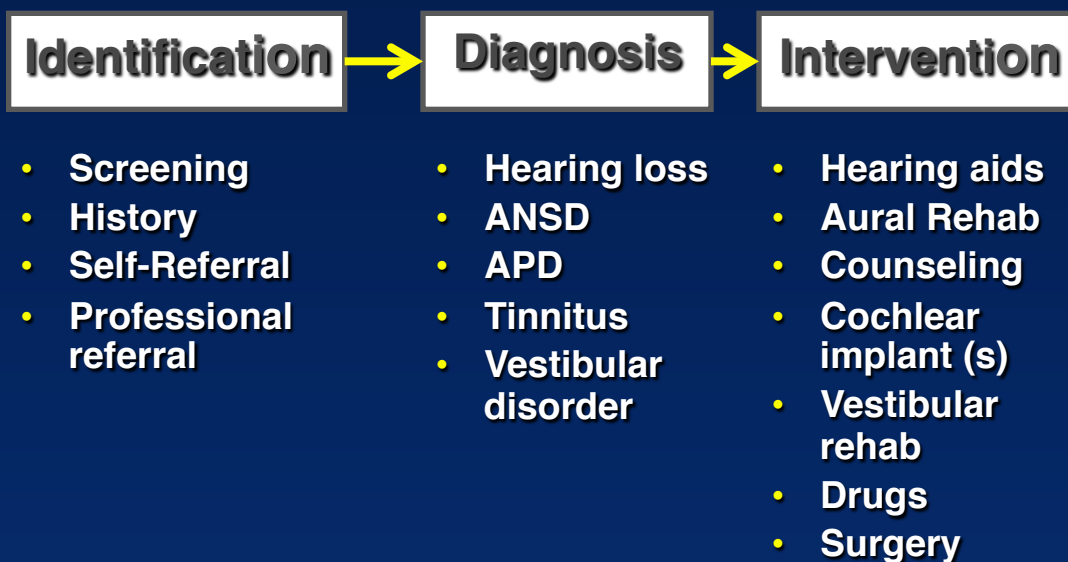 Identification
Diagnosis
Intervention
• Screening
• History
• Self-Referral
• Professional
referral
• Hearing loss
• ANSD
• APD
• Tinnitus
• Vestibular
disorder
• Hearing aids
• Aural Rehab
• Counseling
• Cochlear
implant (s)
• Vestibular
rehab
• Drugs
• Surgery